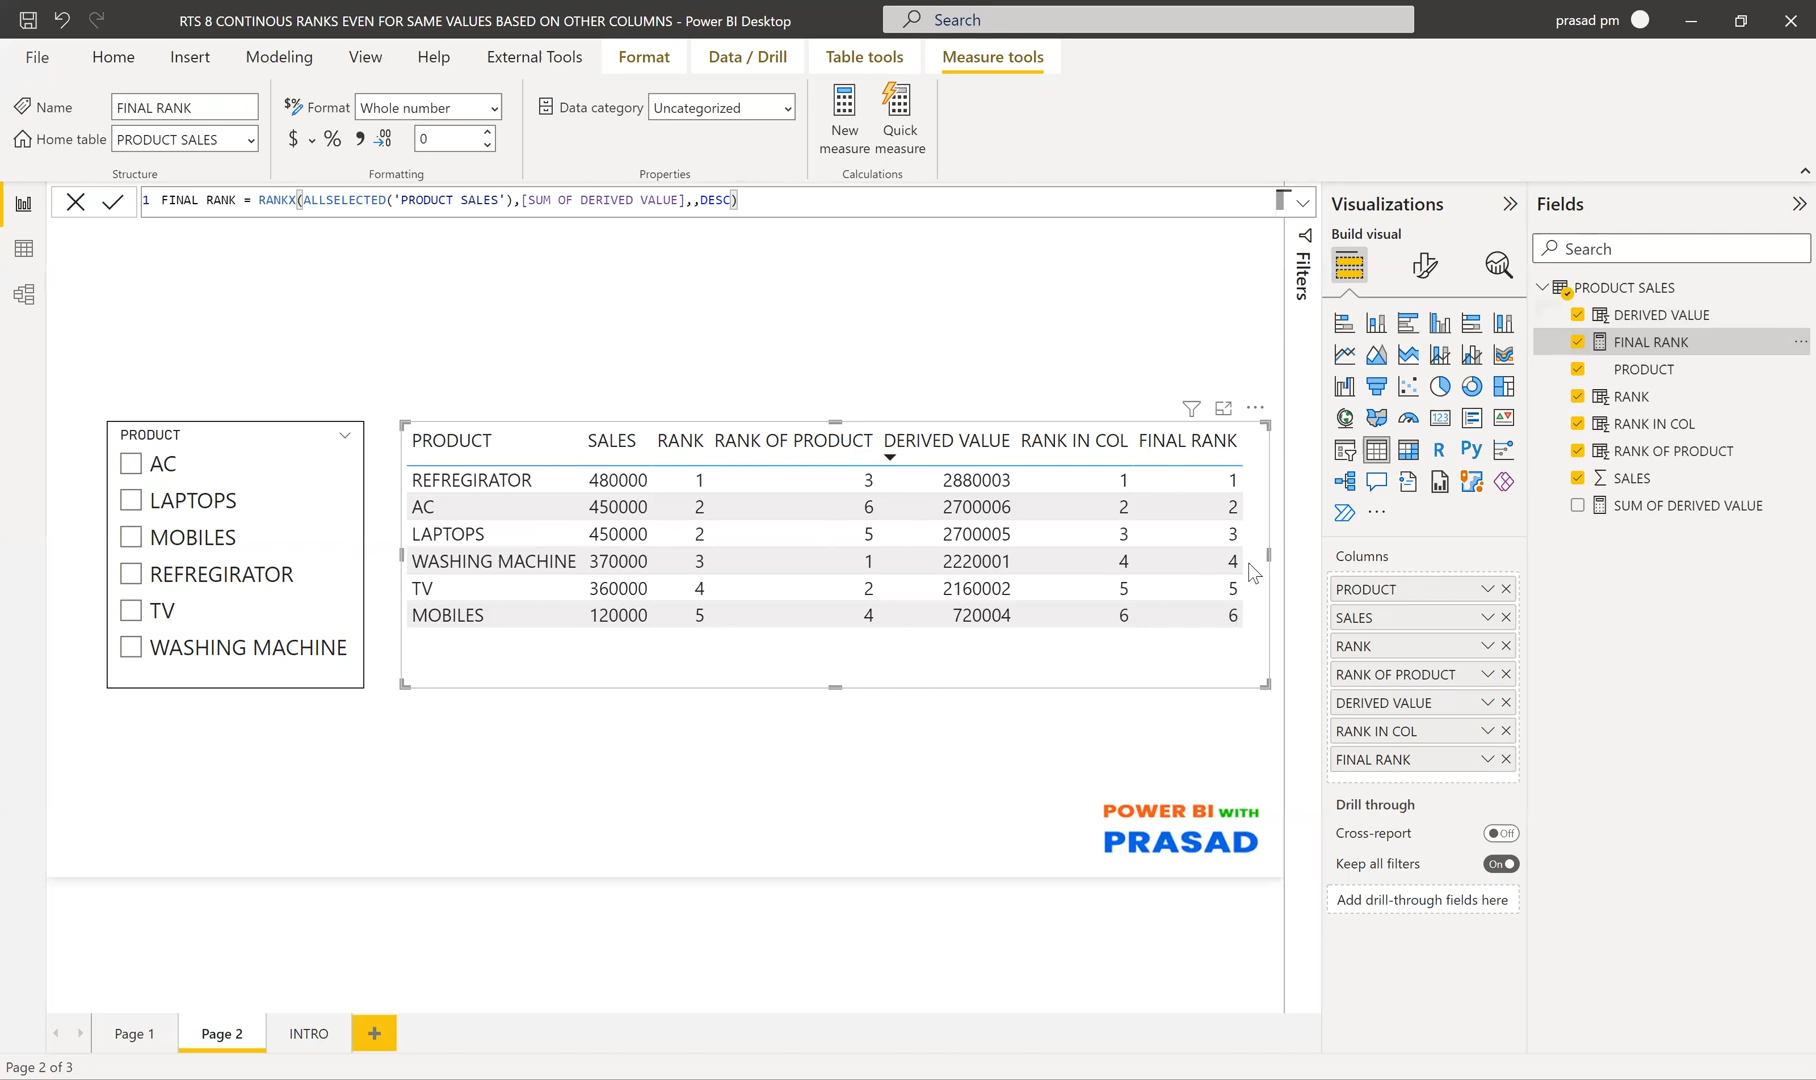 RTS 8 CONTINOUS RANKS EVEN FOR SAME VALUES BASED ON OTHER COLUMNS - Power BI Desktop
Search
prasad pm
File Home Insert Modeling View Help External Tools Format Data / Drill Table tools Measure tools
Name FINAL RANK
Home table PRODUCT SALES
Structure
$% Format Whole number
$ % , .00 0
Formatting
Data category Uncategorized
Properties
New measure
Quick measure
Calculations
1 FINAL RANK = RANKX(ALLSELECTED('PRODUCT SALES'),[SUM OF DERIVED VALUE],,DESC)
PRODUCT
AC
LAPTOPS
MOBILES
REFREGIRATOR
TV
WASHING MACHINE
PRODUCT SALES RANK RANK OF PRODUCT DERIVED VALUE RANK IN COL FINAL RANK
REFREGIRATOR 480000 1 3 2880003 1 1
AC 450000 2 6 2700006 2 2
LAPTOPS 450000 2 5 2700005 3 3
WASHING MACHINE 370000 3 1 2220001 4 4
TV 360000 4 2 2160002 5 5
MOBILES 120000 5 4 720004 6 6
POWER BI WITH
PRASAD
Filters
Visualizations
Build visual
R Py
123
...
Columns
PRODUCT
SALES
RANK
RANK OF PRODUCT
DERIVED VALUE
RANK IN COL
FINAL RANK
Drill through
Cross-report Off
Keep all filters On
Add drill-through fields here
Fields
Search
PRODUCT SALES
DERIVED VALUE
FINAL RANK
PRODUCT
RANK
RANK IN COL
RANK OF PRODUCT
SALES
SUM OF DERIVED VALUE
Page 1 Page 2 INTRO +
Page 2 of 3